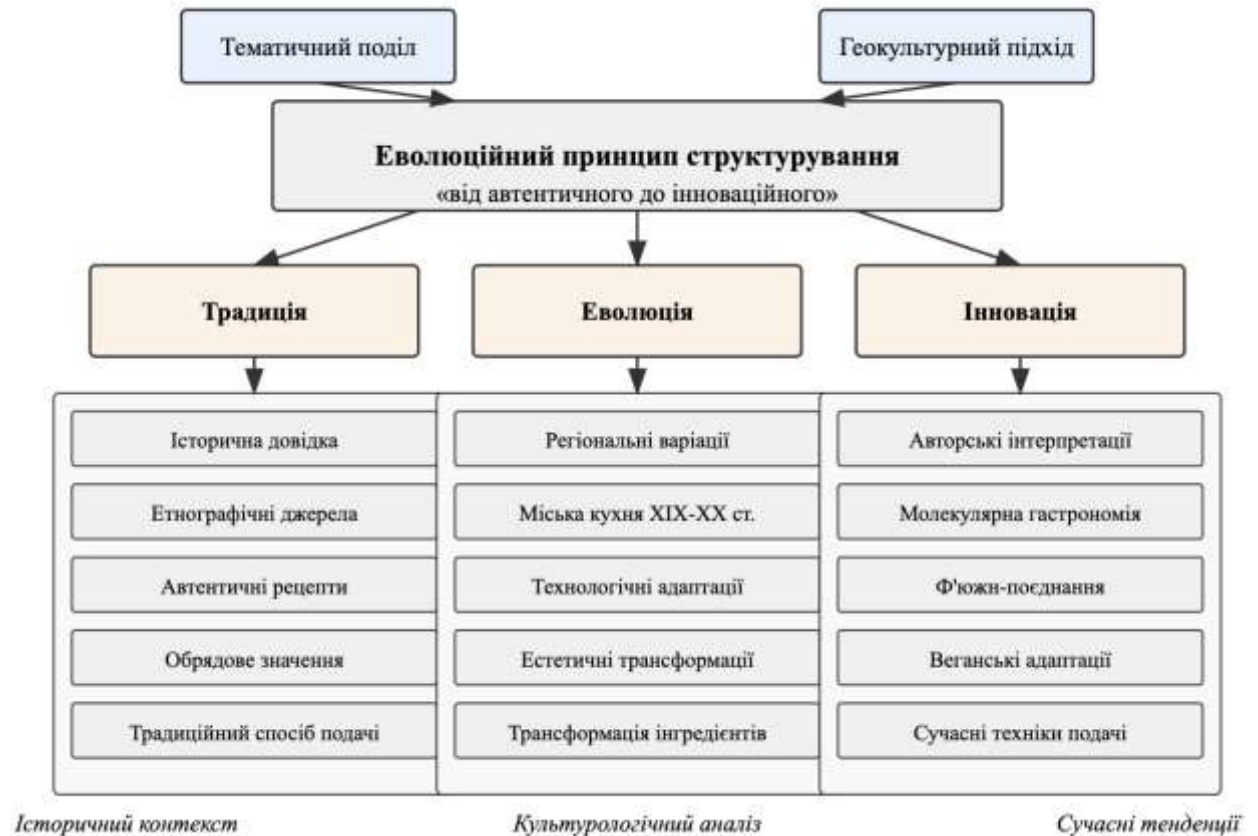 Тематичний поділ
Геокультурний підхід
Еволюційний принцип структурування
«від автентичного до інноваційного»
Традиція
Еволюція
Інновація
Історична довідка
Етнографічні джерела
Автентичні рецепти
Обрядове значення
Традиційний спосіб подачі
Регіональні варіації
Міська кухня XIX-XX ст.
Технологічні адаптації
Естетичні трансформації
Трансформація інгредієнтів
Авторські інтерпретації
Молекулярна гастрономія
Ф'южн-поєднання
Веганські адаптації
Сучасні техніки подачі
Історичний контекст
Культурологічний аналіз
Сучасні тенденції